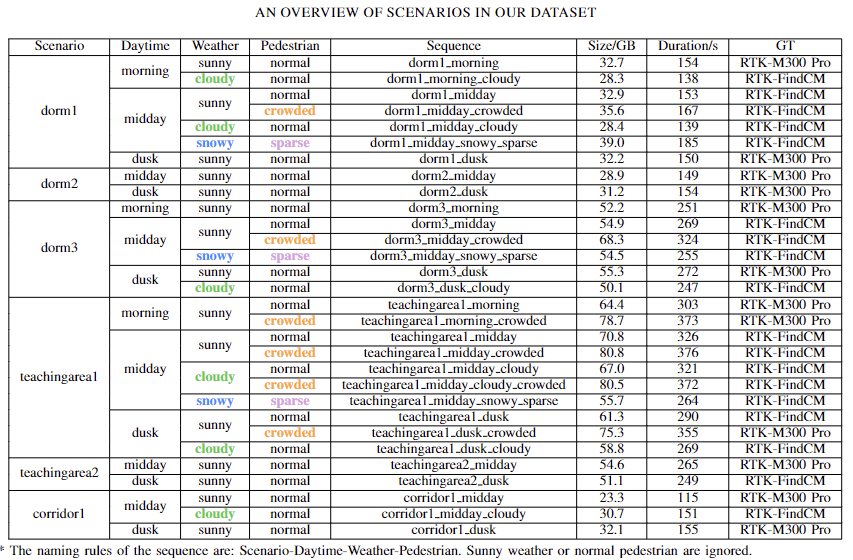 AN OVERVIEW OF SCENARIOS IN OUR DATASET
Scenario Daytime Weather Pedestrian Sequence Size/GB Duration/s GT
dorm1 morning sunny normal dorm1_morning 32.7 154 RTK-M300 Pro
cloudy normal dorm1_morning_cloudy 28.3 138 RTK-FindCM
midday sunny normal dorm1_midday 32.9 153 RTK-FindCM
crowded dorm1_midday_crowded 35.6 167 RTK-FindCM
cloudy normal dorm1_midday_cloudy 28.4 139 RTK-FindCM
snowy sparse dorm1_midday_snowy_sparse 39.0 185 RTK-FindCM
dusk sunny normal dorm1_dusk 32.2 150 RTK-M300 Pro
dorm2 midday sunny normal dorm2_midday 28.9 149 RTK-M300 Pro
dusk sunny normal dorm2_dusk 31.2 154 RTK-M300 Pro
dorm3 morning sunny normal dorm3_morning 52.2 251 RTK-M300 Pro
midday sunny normal dorm3_midday 54.9 269 RTK-FindCM
crowded dorm3_midday_crowded 68.3 324 RTK-FindCM
snowy sparse dorm3_midday_snowy_sparse 54.5 255 RTK-FindCM
dusk sunny normal dorm3_dusk 55.3 272 RTK-M300 Pro
cloudy normal dorm3_dusk_cloudy 50.1 247 RTK-FindCM
teachingarea1 morning sunny normal teachingarea1_morning 64.4 303 RTK-M300 Pro
crowded teachingarea1_morning_crowded 78.7 373 RTK-M300 Pro
midday sunny normal teachingarea1_midday 70.8 326 RTK-FindCM
crowded teachingarea1_midday_crowded 80.8 376 RTK-FindCM
cloudy normal teachingarea1_midday_cloudy 67.0 321 RTK-FindCM
crowded teachingarea1_midday_cloudy_crowded 80.5 372 RTK-FindCM
snowy sparse teachingarea1_midday_snowy_sparse 55.7 264 RTK-FindCM
dusk sunny normal teachingarea1_dusk 61.3 290 RTK-FindCM
crowded teachingarea1_dusk_crowded 75.3 355 RTK-M300 Pro
cloudy normal teachingarea1_dusk_cloudy 58.8 269 RTK-FindCM
teachingarea2 midday sunny normal teachingarea2_midday 54.6 265 RTK-M300 Pro
dusk sunny normal teachingarea2_dusk 51.1 249 RTK-FindCM
corridor1 midday sunny normal corridor1_midday 23.3 115 RTK-FindCM
cloudy normal corridor1_midday_cloudy 30.7 151 RTK-FindCM
dusk sunny normal corridor1_dusk 32.1 155 RTK-M300 Pro
* The naming rules of the sequence are: Scenario-Daytime-Weather-Pedestrian. Sunny weather or normal pedestrian are ignored.